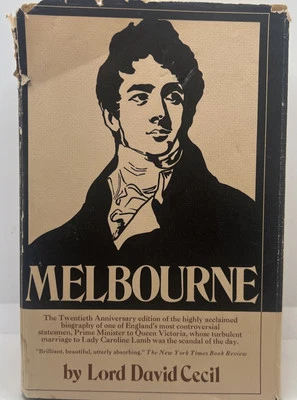 MELBOURNE
The Twentieth Anniversary edition of the highly acclaimed
biography of one of England's most controversial
statesmen, Prime Minister to Queen Victoria, whose turbulent
marriage to Lady Caroline Lamb was the scandal of the day.
"Brilliant, beautiful, utterly absorbing." The New York Times Book Review
by Lord David Cecil